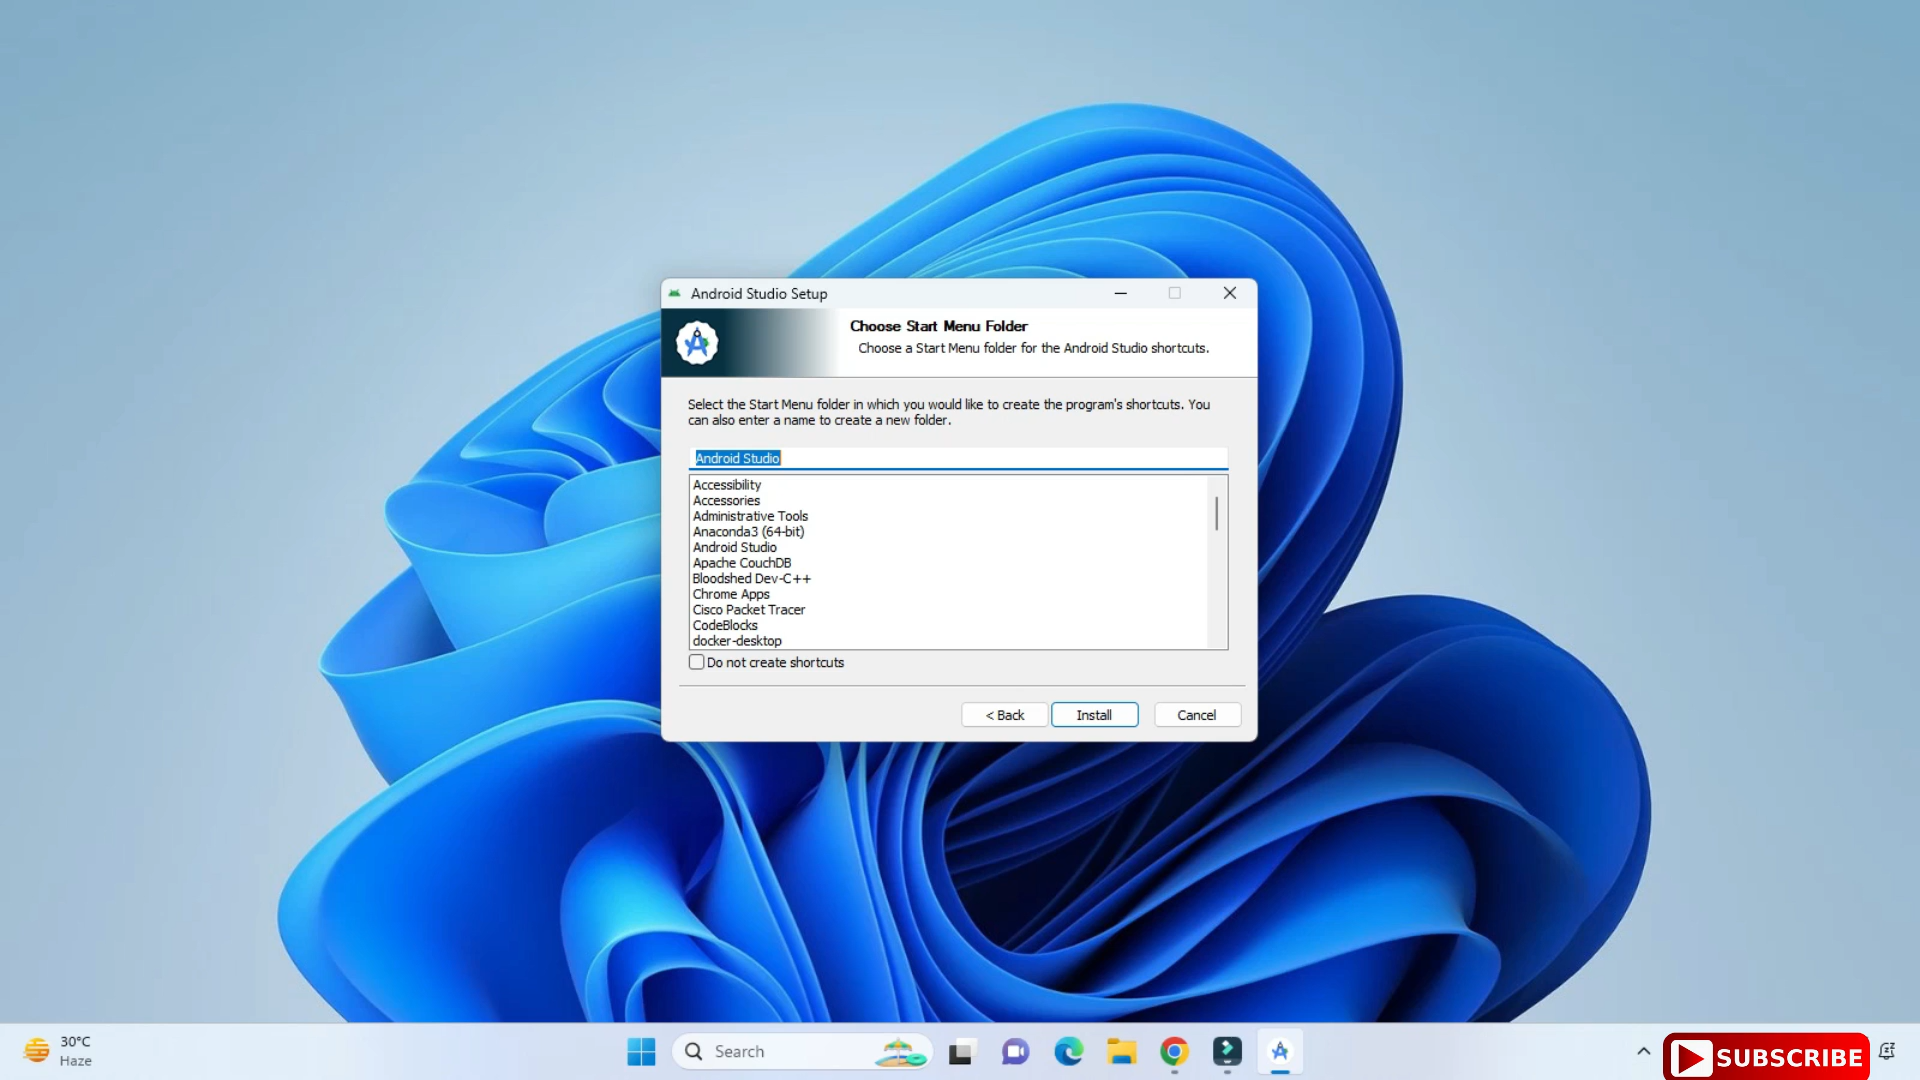 Android Studio Setup
Choose Start Menu Folder
Choose a Start Menu folder for the Android Studio shortcuts.
Select the Start Menu folder in which you would like to create the program's shortcuts. You
can also enter a name to create a new folder.
Android Studio
Accessibility
Accessories
Administrative Tools
Anaconda3 (64-bit)
Android Studio
Apache CouchDB
Bloodshed Dev-C++
Chrome Apps
Cisco Packet Tracer
CodeBlocks
docker-desktop
Do not create shortcuts
< Back
Install
Cancel
30°C
Haze
Search
SUBSCRIBE